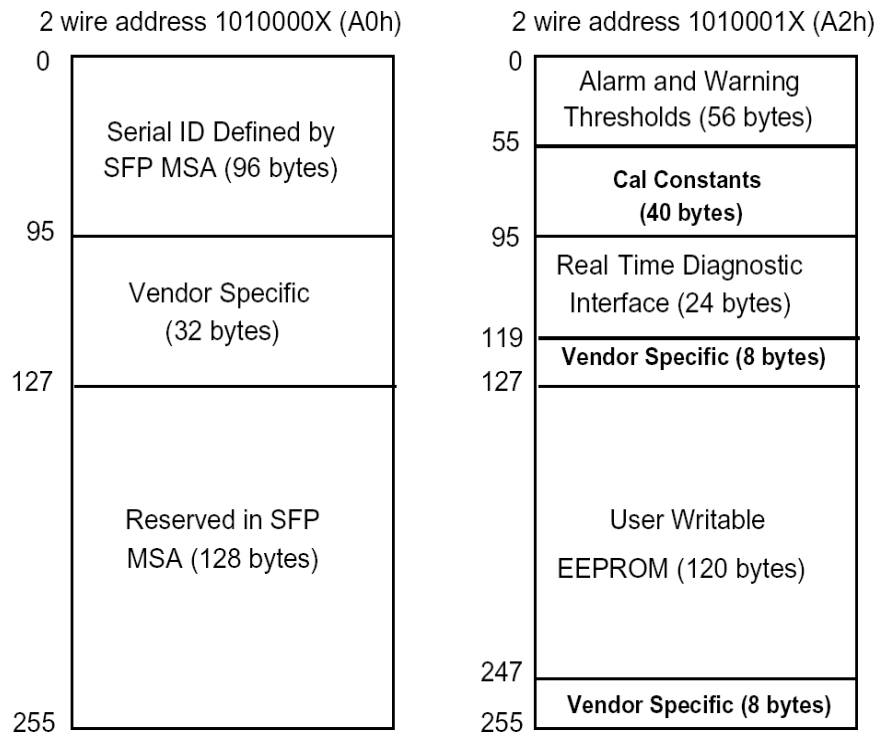 2 wire address 1010000X (A0h)
0
Serial ID Defined by
SFP MSA (96 bytes)
95
Vendor Specific
(32 bytes)
127
Reserved in SFP
MSA (128 bytes)
255
2 wire address 1010001X (A2h)
0
Alarm and Warning
Thresholds (56 bytes)
55
Cal Constants
(40 bytes)
95
Real Time Diagnostic
Interface (24 bytes)
119
Vendor Specific (8 bytes)
127
User Writable
EEPROM (120 bytes)
247
Vendor Specific (8 bytes)
255